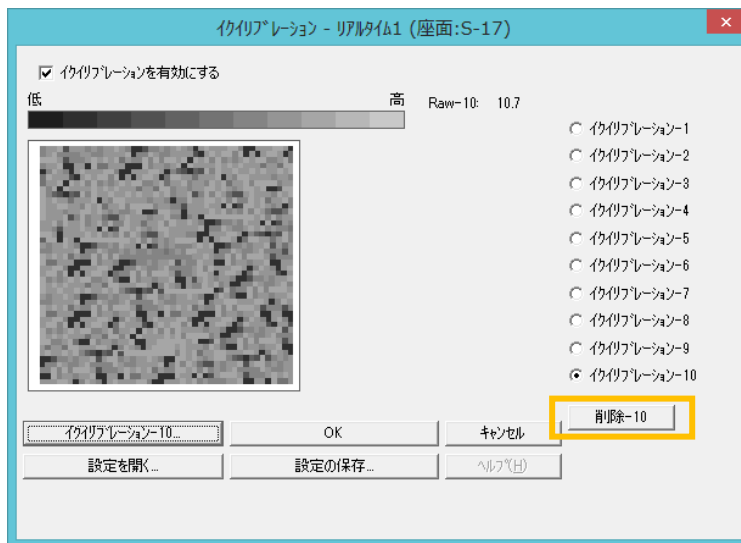 イクイリブレーション - リアルタイム1 (座面:S-17)
イクイリブレーションを有効にする
低 高 Raw-10: 10.7
イクイリブレーション-1
イクイリブレーション-2
イクイリブレーション-3
イクイリブレーション-4
イクイリブレーション-5
イクイリブレーション-6
イクイリブレーション-7
イクイリブレーション-8
イクイリブレーション-9
イクイリブレーション-10
削除-10
イクイリブレーション-10... OK キャンセル
設定を開く... 設定の保存... ヘルプ(H)